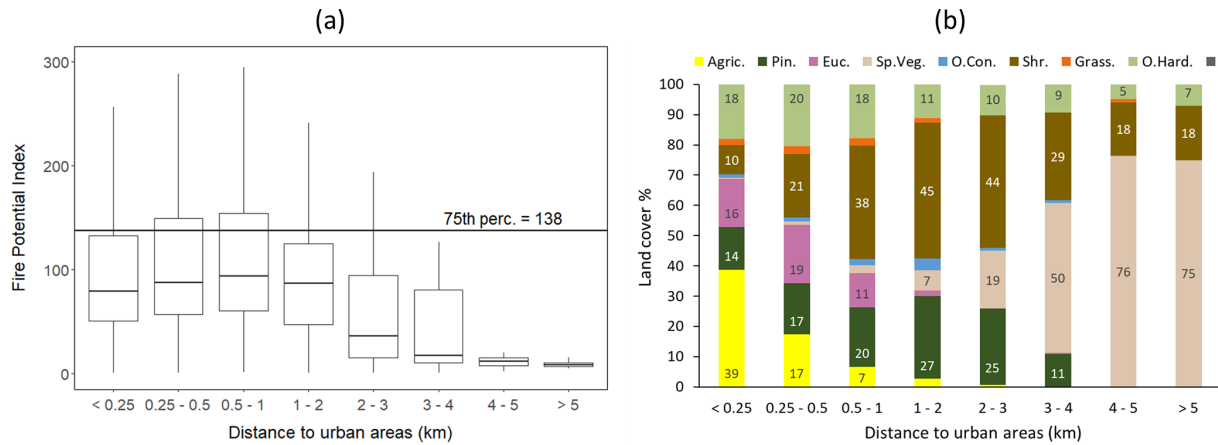 (a)
300
200
100
0
Fire Potential Index
75th perc. = 138
< 0.25 0.25 - 0.5 0.5 - 1 1 - 2 2 - 3 3 - 4 4 - 5 > 5
Distance to urban areas (km)
(b)
Agric. Pin. Euc. Sp.Veg. O.Con. Shr. Grass. O.Hard.
100
90
80
70
60
50
40
30
20
10
0
Land cover %
18 20 18 11 10 9 5 7
10 21 38 45 44 29 18 18
16 19 11 7 19 50 76 75
14 17 20 27 25 11
39 17 7
< 0.25 0.25 - 0.5 0.5 - 1 1 - 2 2 - 3 3 - 4 4 - 5 > 5
Distance to urban areas (km)